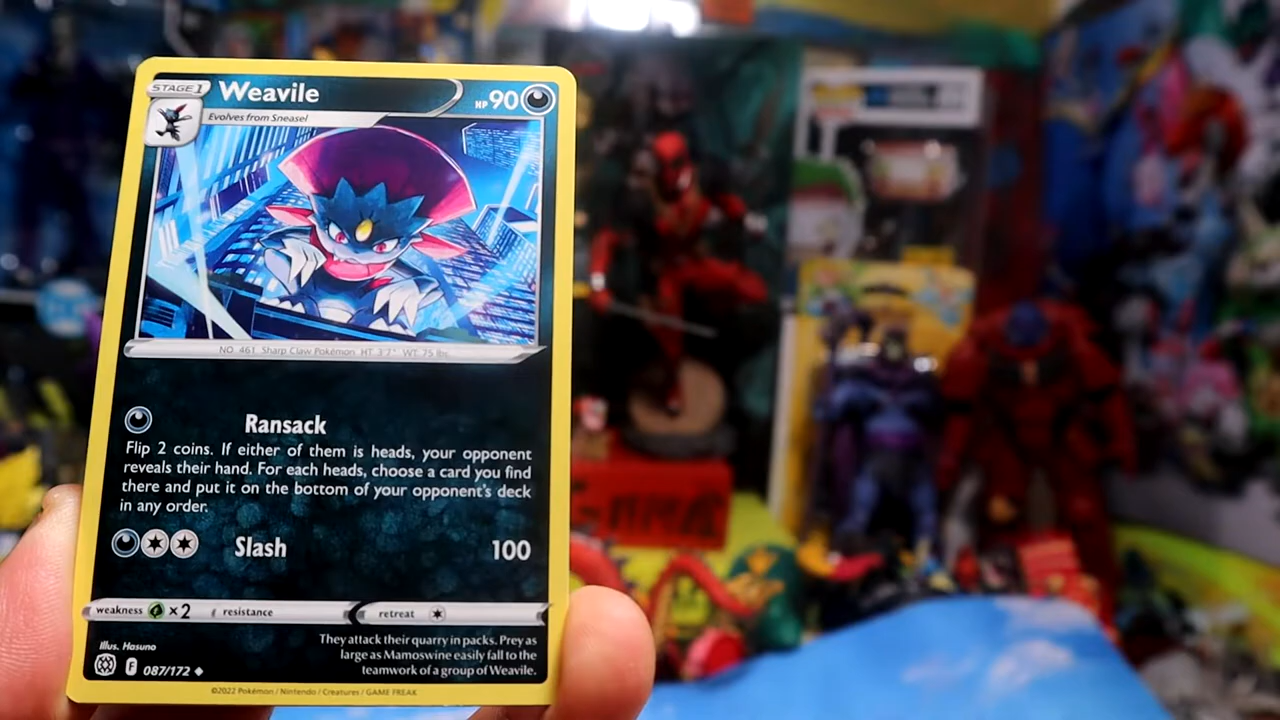 STAGE 1
Weavile
HP 90
Evolves from Sneasel
NO. 461 Sharp Claw Pokémon HT 3'7" WT 75 lbs.
Ransack
Flip 2 coins. If either of them is heads, your opponent
reveals their hand. For each heads, choose a card you find
there and put it on the bottom of your opponent's deck
in any order.
Slash 100
weakness ×2 resistance retreat
Illus. Hasuno
F 087/172
They attack their quarry in packs. Prey as
large as Mamoswine easily fall to the
teamwork of a group of Weavile.
©2022 Pokémon / Nintendo / Creatures / GAME FREAK